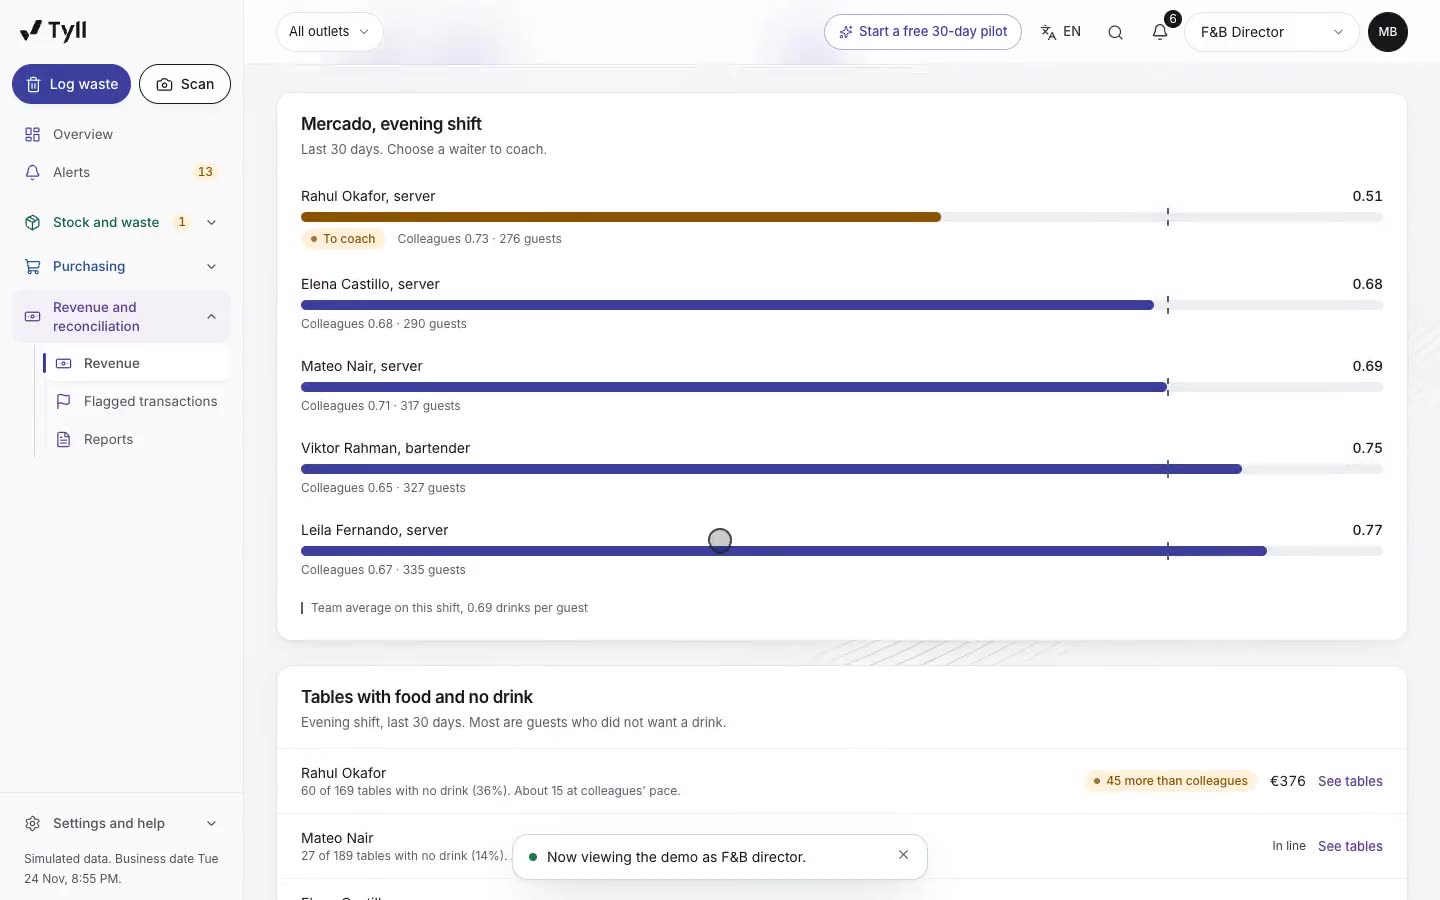 Tyll
All outlets
Start a free 30-day pilot
EN
6
F&B Director
MB
Log waste
Scan
Overview
Alerts
13
Stock and waste
1
Purchasing
Revenue and
reconciliation
Revenue
Flagged transactions
Reports
Settings and help
Simulated data. Business date Tue
24 Nov, 8:55 PM.
Mercado, evening shift
Last 30 days. Choose a waiter to coach.
Rahul Okafor, server
0.51
To coach
Colleagues 0.73 · 276 guests
Elena Castillo, server
0.68
Colleagues 0.68 · 290 guests
Mateo Nair, server
0.69
Colleagues 0.71 · 317 guests
Viktor Rahman, bartender
0.75
Colleagues 0.65 · 327 guests
Leila Fernando, server
0.77
Colleagues 0.67 · 335 guests
Team average on this shift, 0.69 drinks per guest
Tables with food and no drink
Evening shift, last 30 days. Most are guests who did not want a drink.
Rahul Okafor
60 of 169 tables with no drink (36%). About 15 at colleagues' pace.
45 more than colleagues
€376
See tables
Mateo Nair
27 of 189 tables with no drink (14%).
In line
See tables
Now viewing the demo as F&B director.